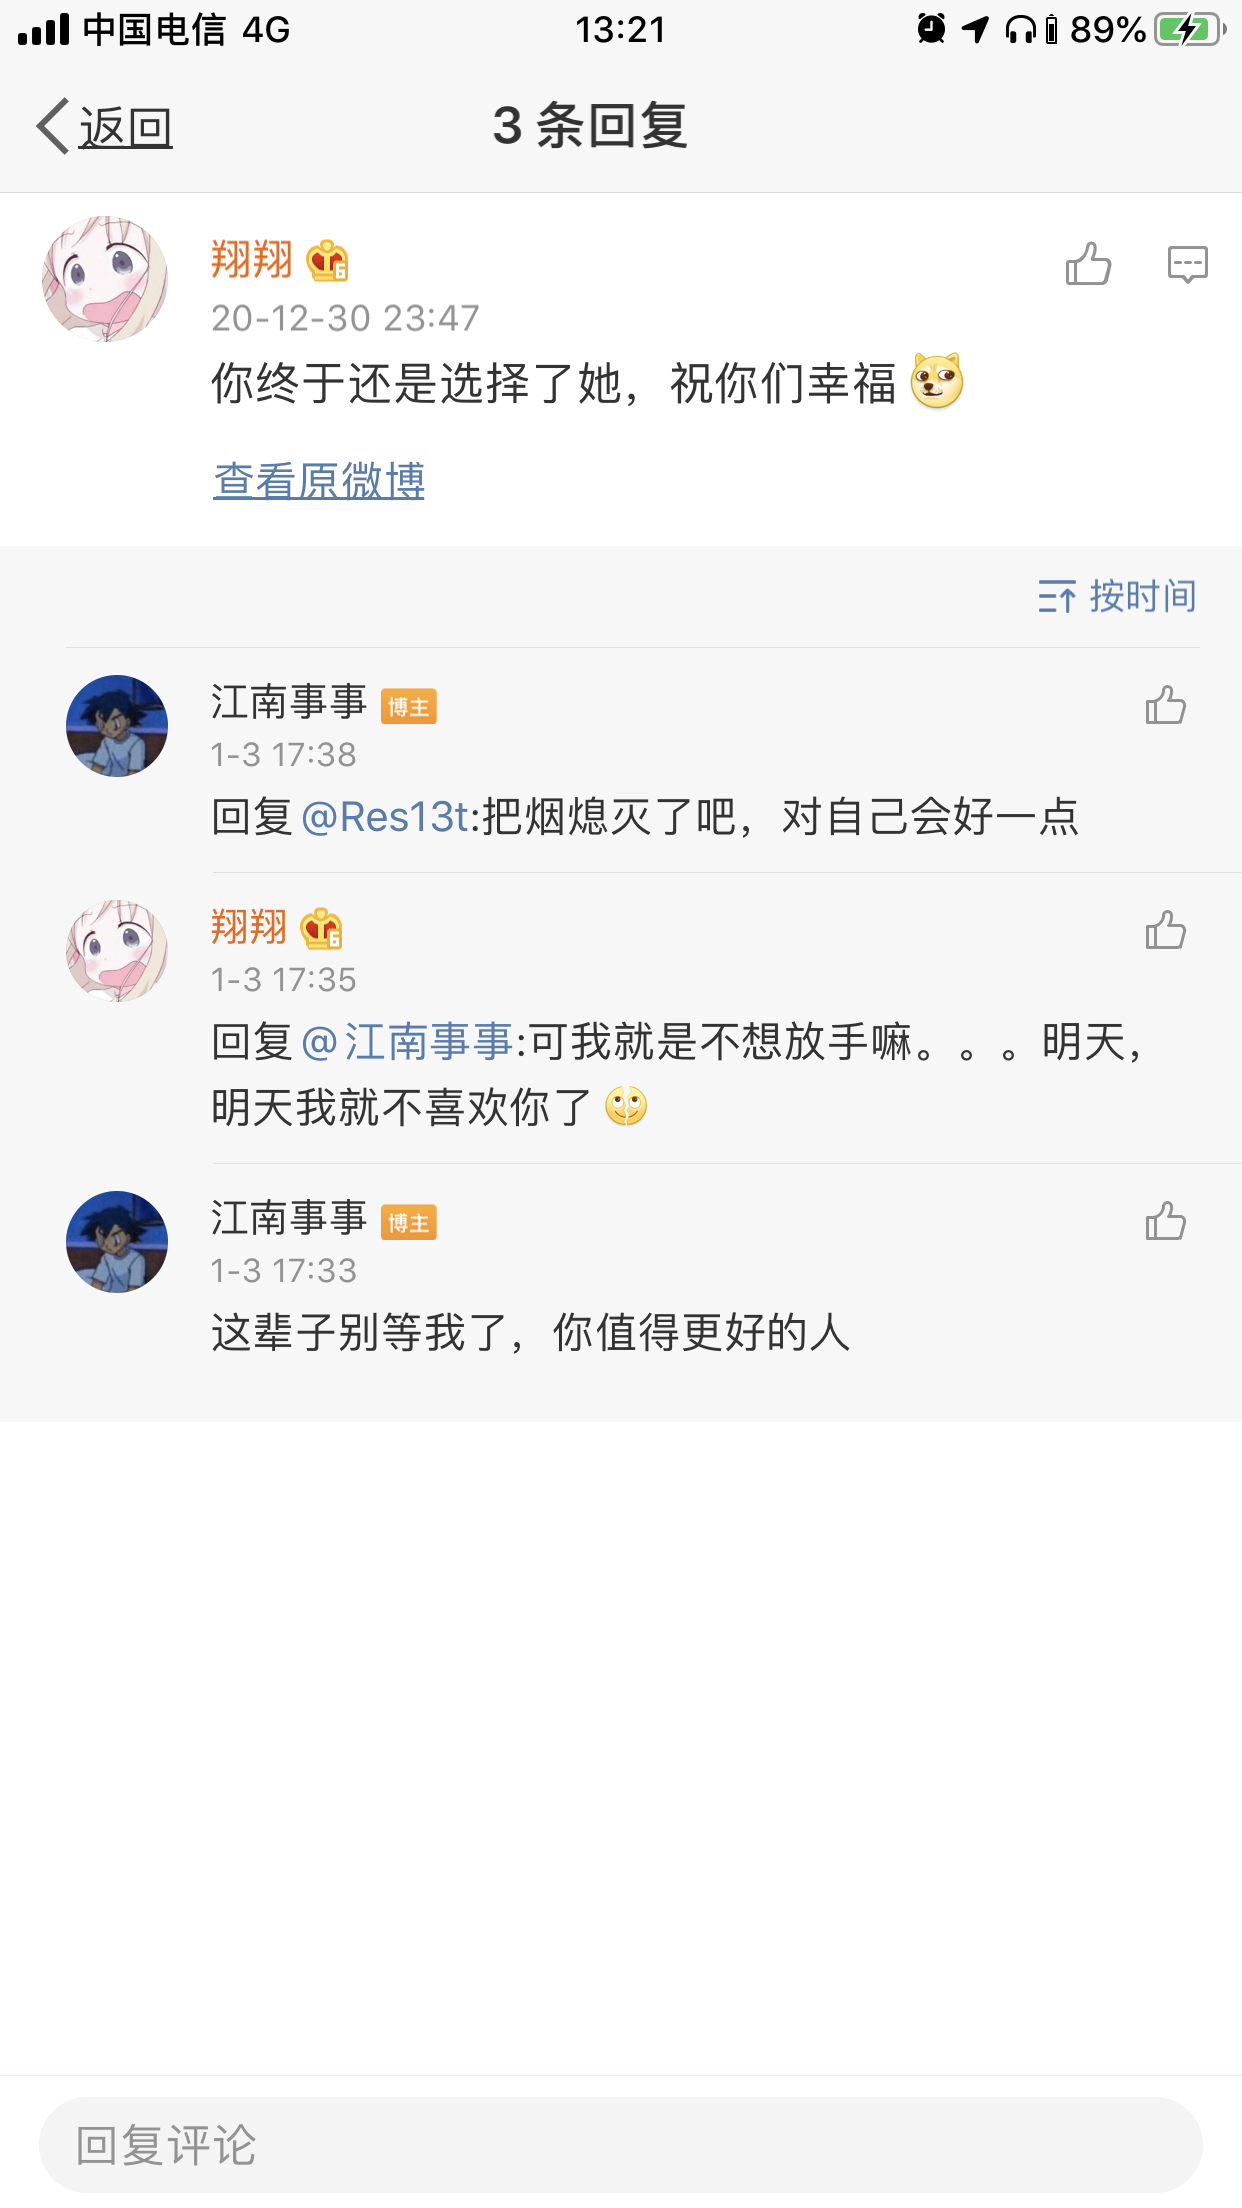 中国电信 4G 13:21 89%
返回 3 条回复
翔翔 6
20-12-30 23:47
你终于还是选择了她，祝你们幸福
查看原微博
按时间
江南事事 博主
1-3 17:38
回复@Res13t:把烟熄灭了吧，对自己会好一点
翔翔 6
1-3 17:35
回复@江南事事:可我就是不想放手嘛。。。明天，
明天我就不喜欢你了
江南事事 博主
1-3 17:33
这辈子别等我了，你值得更好的人
回复评论